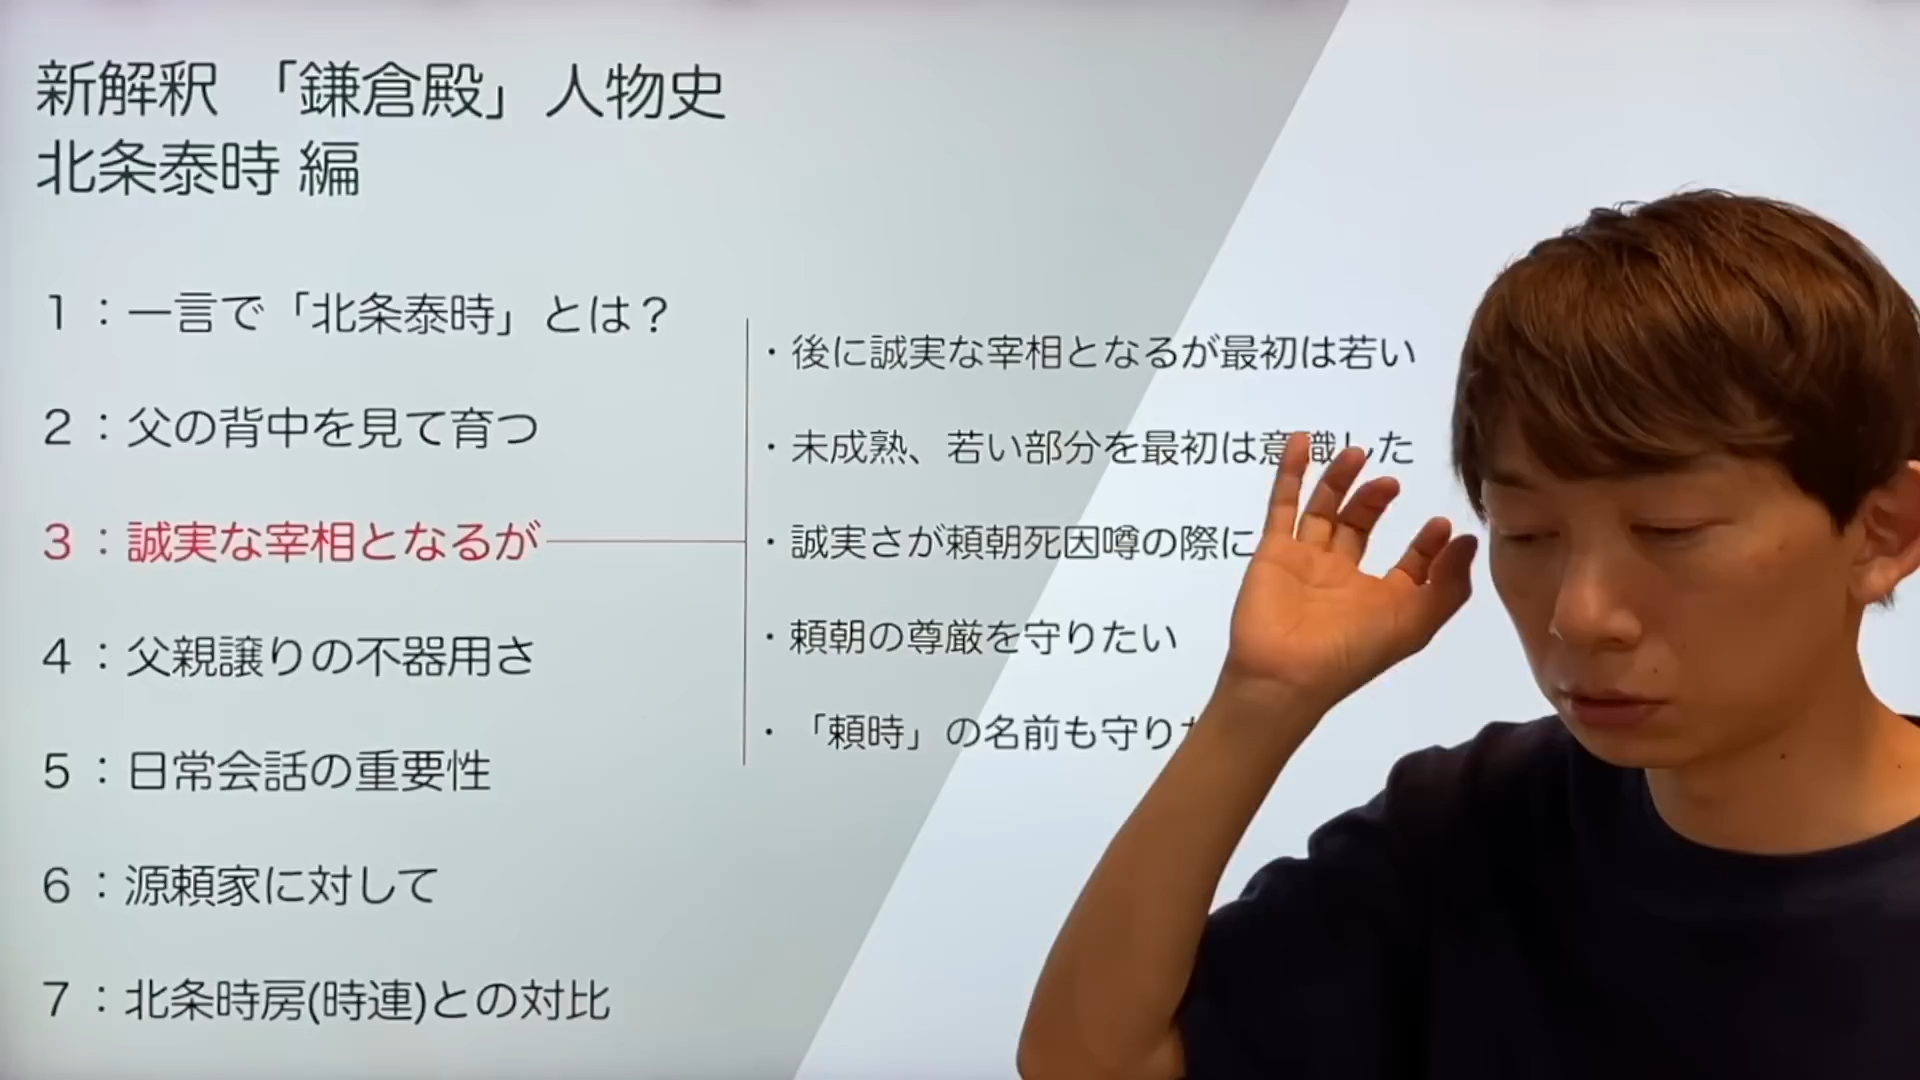 新解釈 「鎌倉殿」人物史
北条泰時 編
1：一言で「北条泰時」とは？
2：父の背中を見て育つ
3：誠実な宰相となるが
4：父親譲りの不器用さ
5：日常会話の重要性
6：源頼家に対して
7：北条時房(時連)との対比
・後に誠実な宰相となるが最初は若い
・未成熟、若い部分を最初は意識した
・誠実さが頼朝死因噂の際に
・頼朝の尊厳を守りたい
・「頼時」の名前も守り